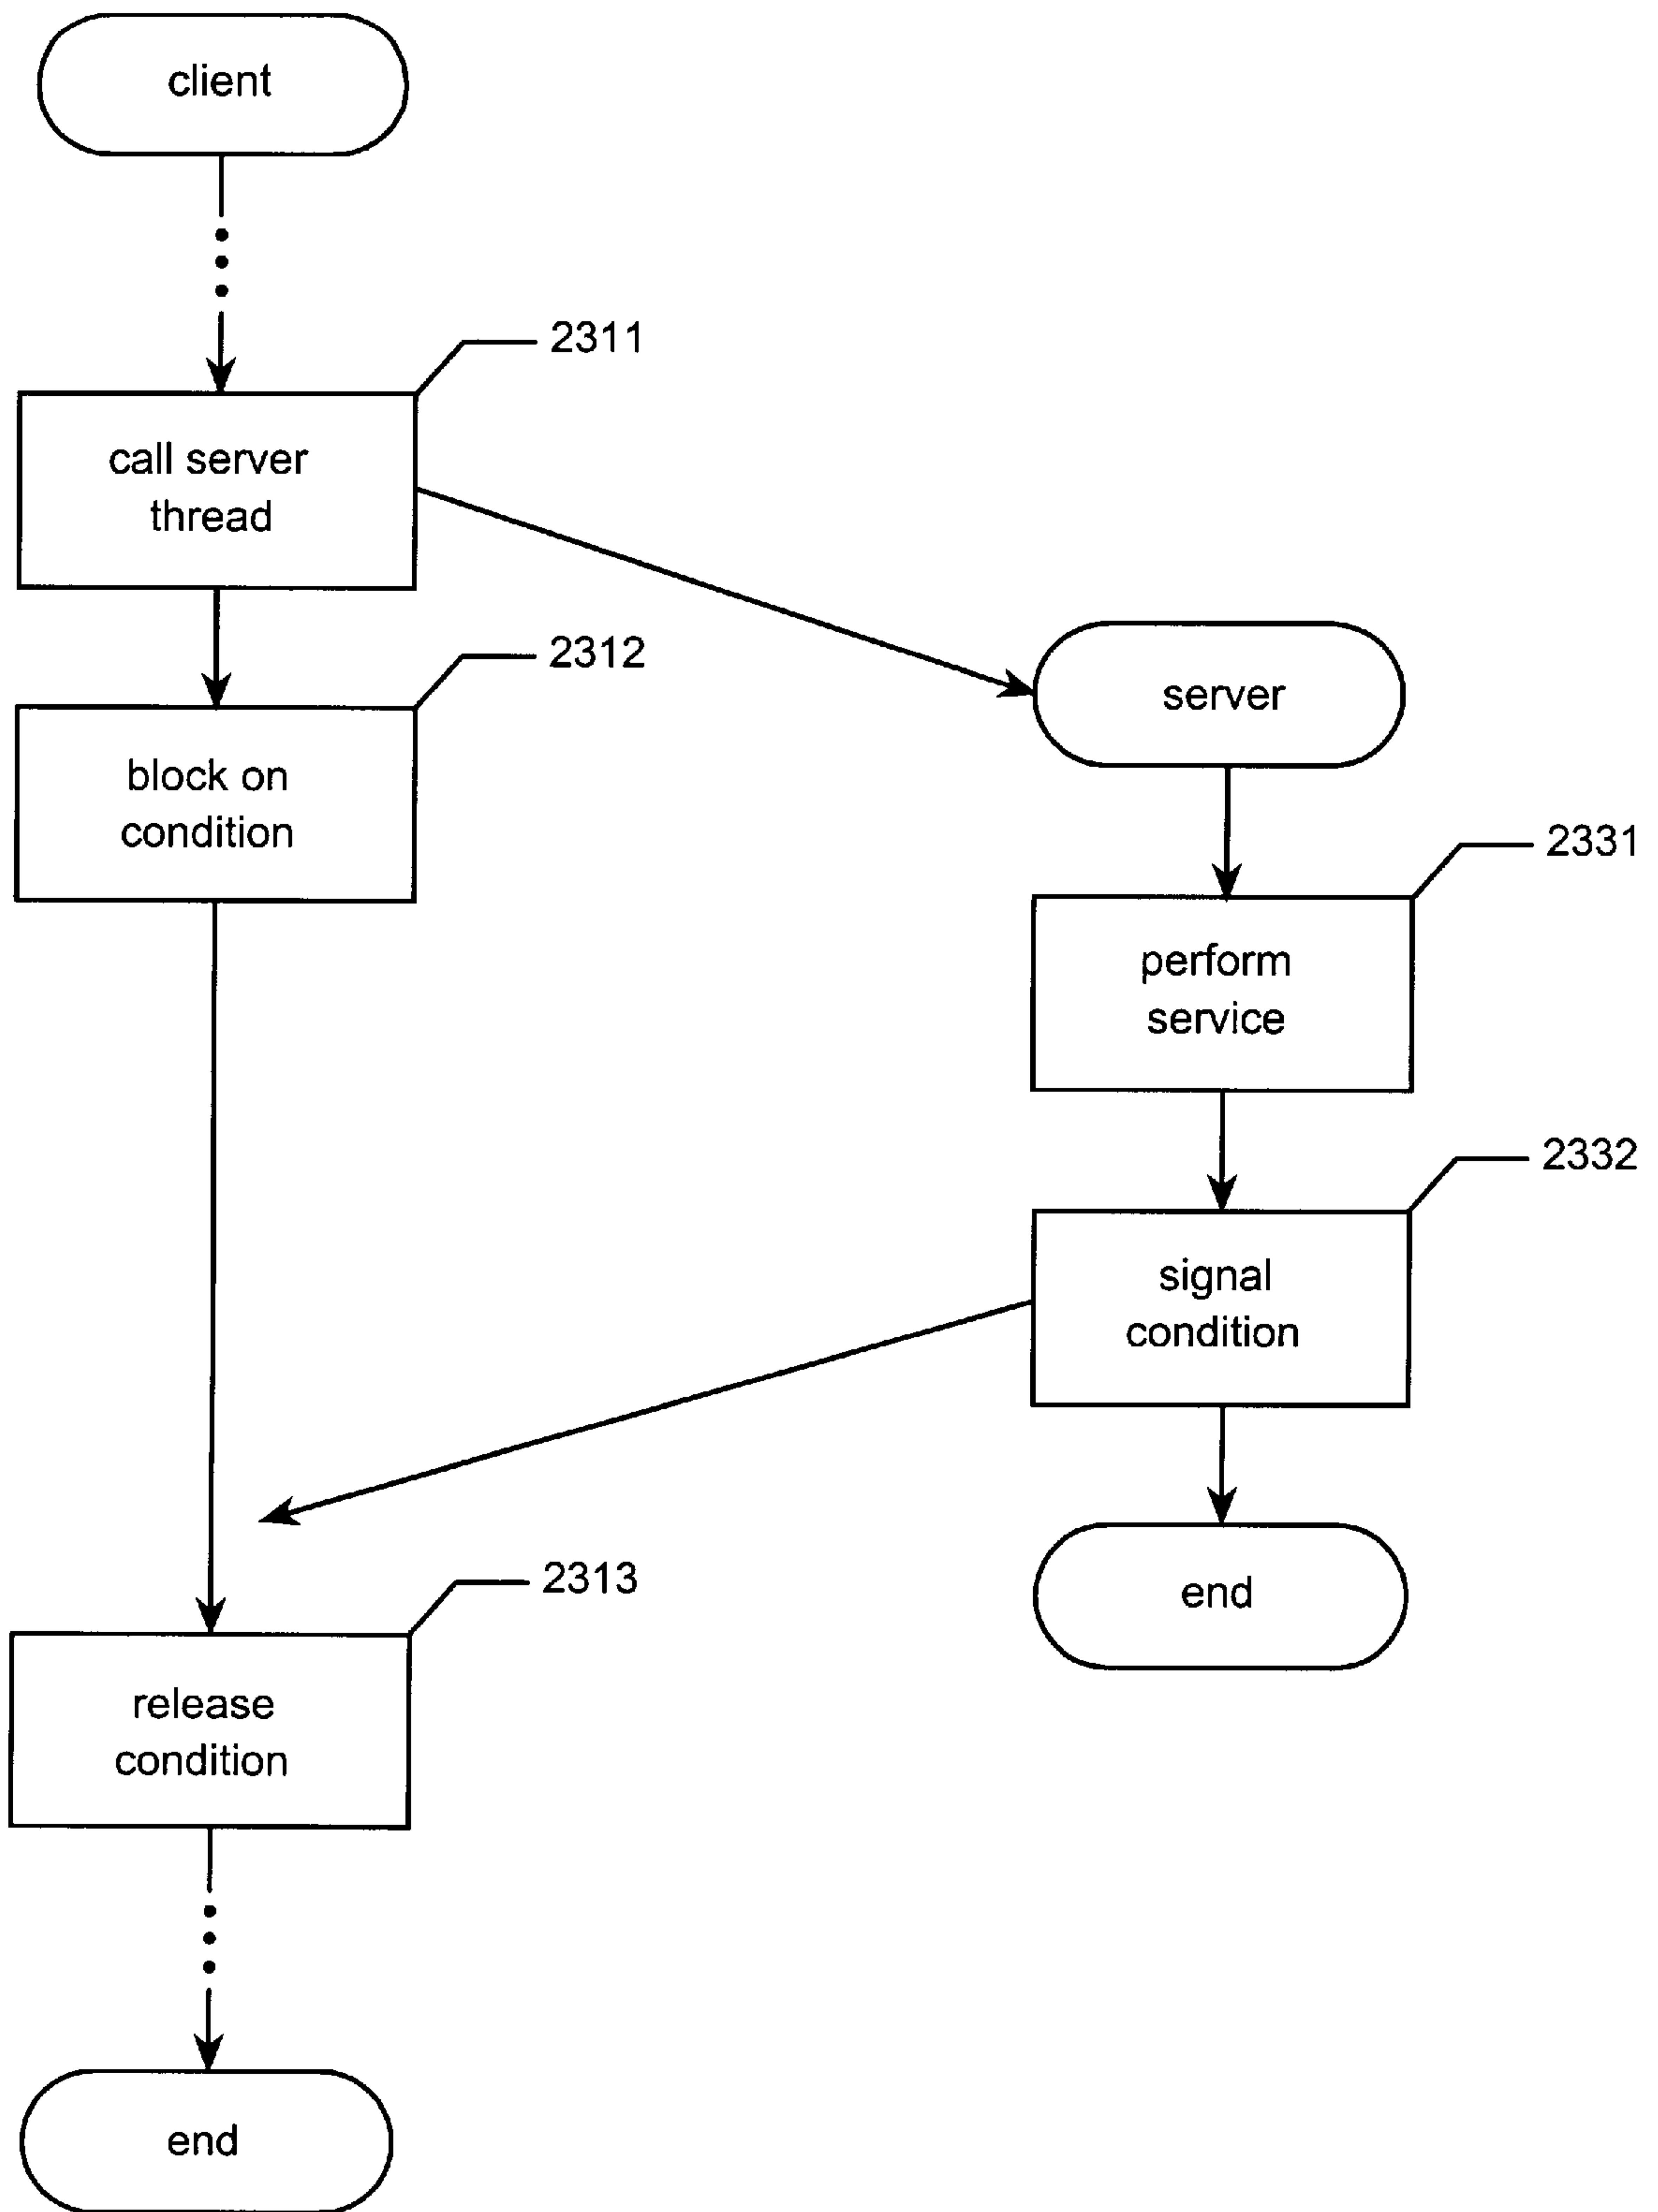 client
2311
call server
thread
2312
block on
condition
server
2331
perform
service
2332
signal
condition
end
2313
release
condition
end